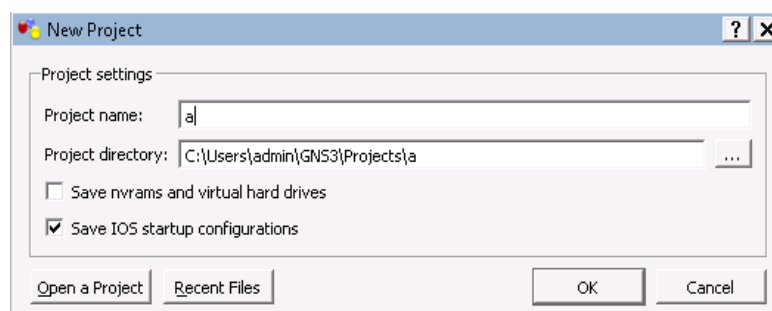 New Project
Project settings
Project name: a
Project directory: C:\Users\admin\GNS3\Projects\a ...
Save nvrams and virtual hard drives
Save IOS startup configurations
Open a Project Recent Files OK Cancel